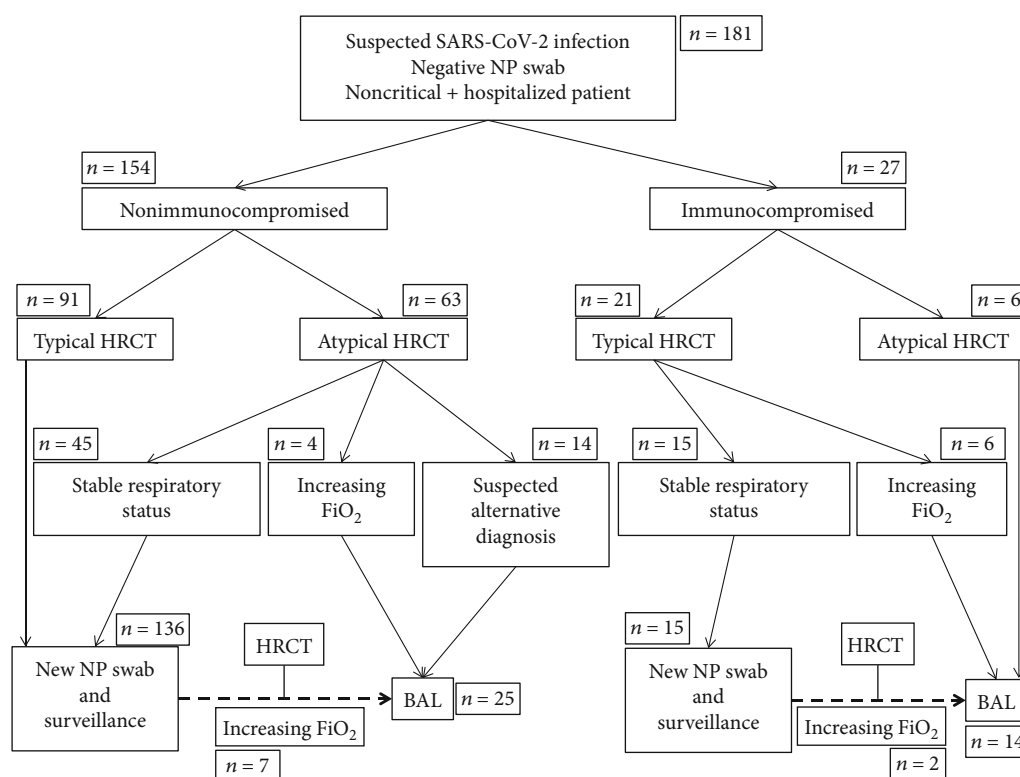 Suspected SARS-CoV-2 infection
Negative NP swab
Noncritical + hospitalized patient
n = 181
n = 154
Nonimmunocompromised
n = 27
Immunocompromised
n = 91
Typical HRCT
n = 63
Atypical HRCT
n = 21
Typical HRCT
n = 6
Atypical HRCT
n = 45
Stable respiratory
status
n = 4
Increasing
FiO₂
n = 14
Suspected
alternative
diagnosis
n = 15
Stable respiratory
status
n = 6
Increasing
FiO₂
n = 136
New NP swab
and
surveillance
HRCT
Increasing FiO₂
n = 7
BAL
n = 25
n = 15
New NP swab
and
surveillance
HRCT
Increasing FiO₂
n = 2
BAL
n = 14